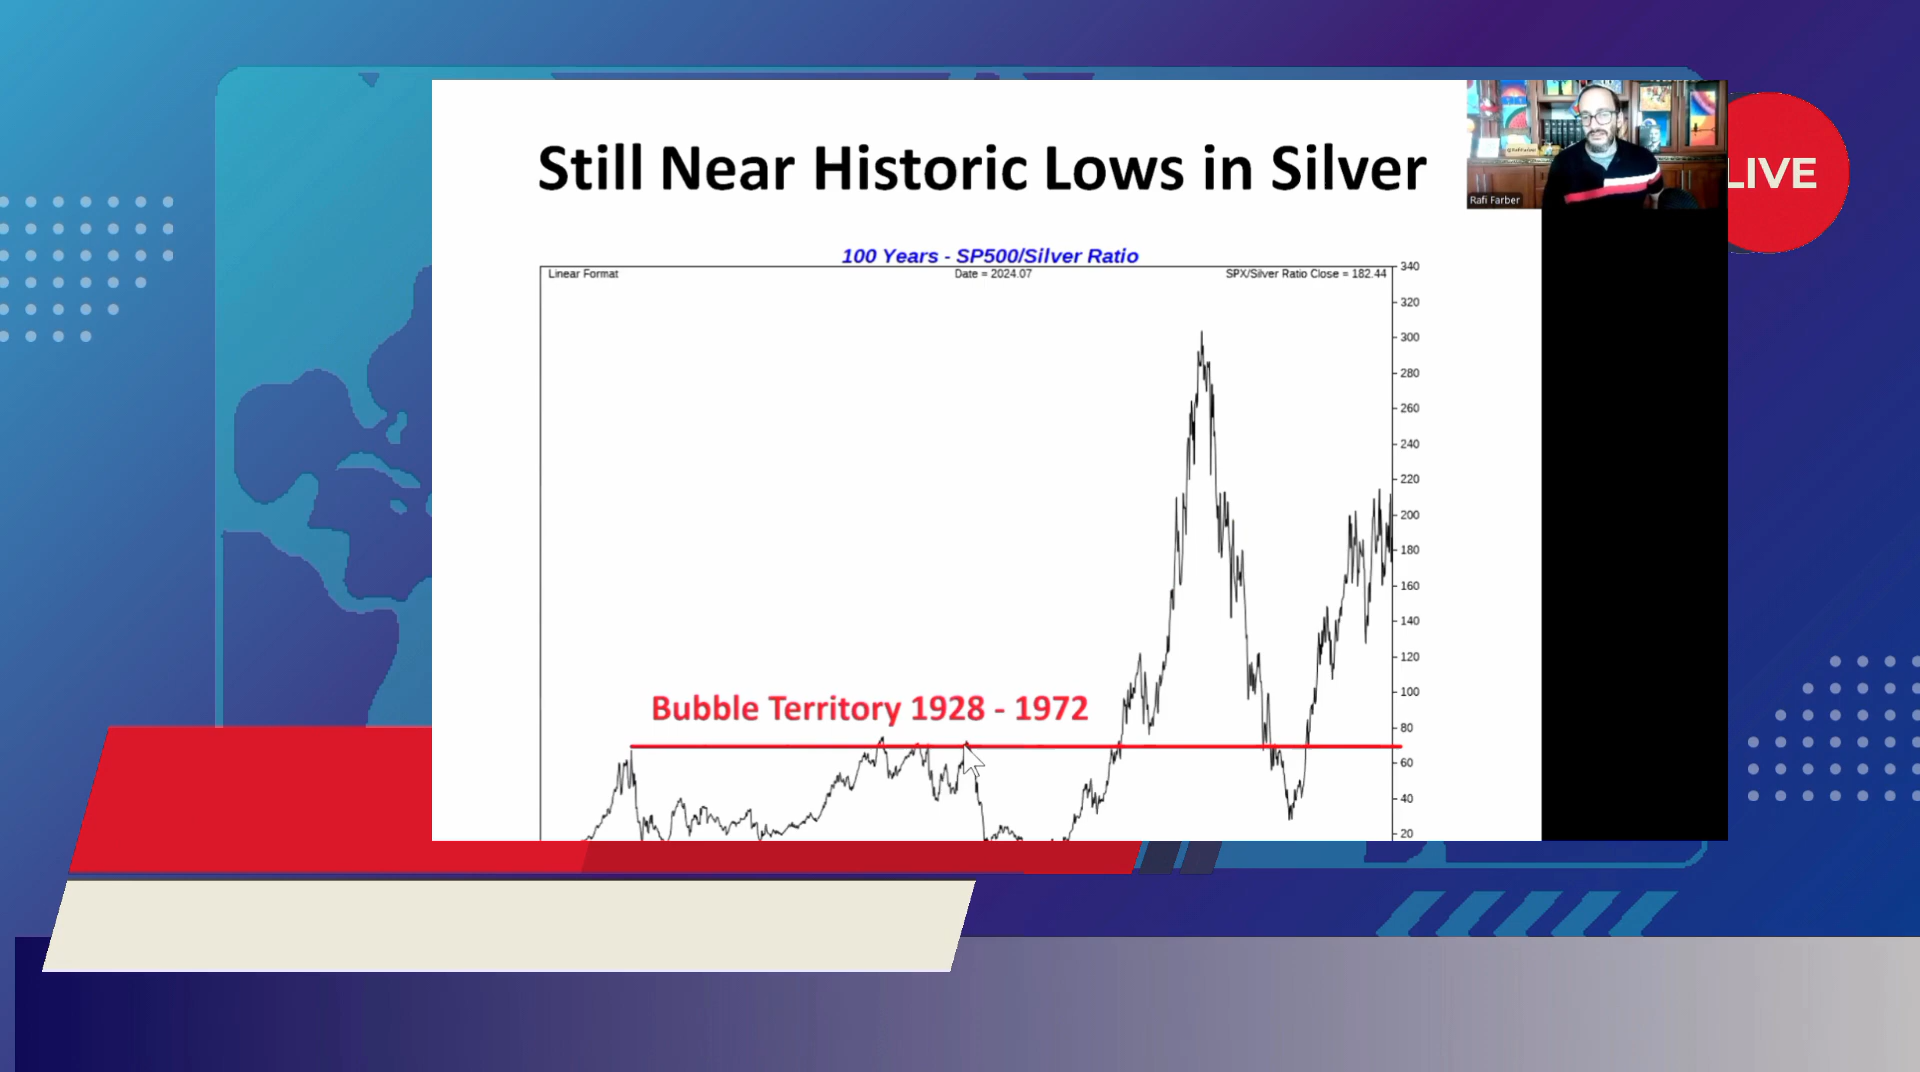 Still Near Historic Lows in Silver
Rafi Farber
LIVE
100 Years - SP500/Silver Ratio
Linear Format
Date = 2024.07
SPX/Silver Ratio Close = 182.44
340
320
300
280
260
240
220
200
180
160
140
120
100
80
60
40
20
Bubble Territory 1928 - 1972